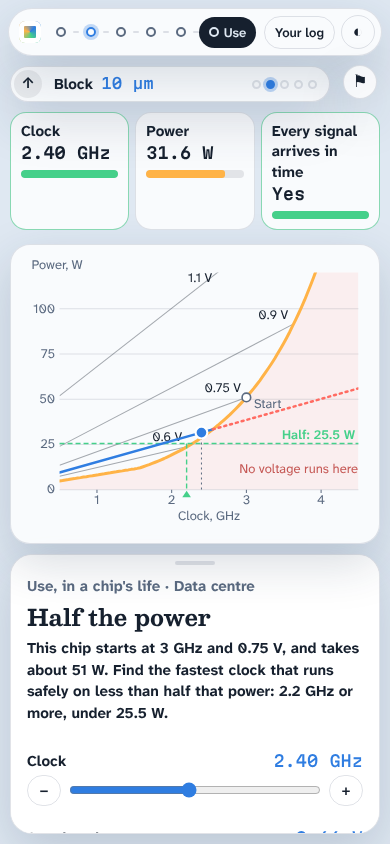 Use
Your log
Block 10 µm
Clock
2.40 GHz
Power
31.6 W
Every signal
arrives in
time
Yes
Power, W
1.1 V
100
0.9 V
75
0.75 V
50
Start
0.6 V
Half: 25.5 W
25
No voltage runs here
0
1
2
3
4
Clock, GHz
Use, in a chip's life · Data centre
Half the power
This chip starts at 3 GHz and 0.75 V, and takes
about 51 W. Find the fastest clock that runs
safely on less than half that power: 2.2 GHz or
more, under 25.5 W.
Clock
2.40 GHz